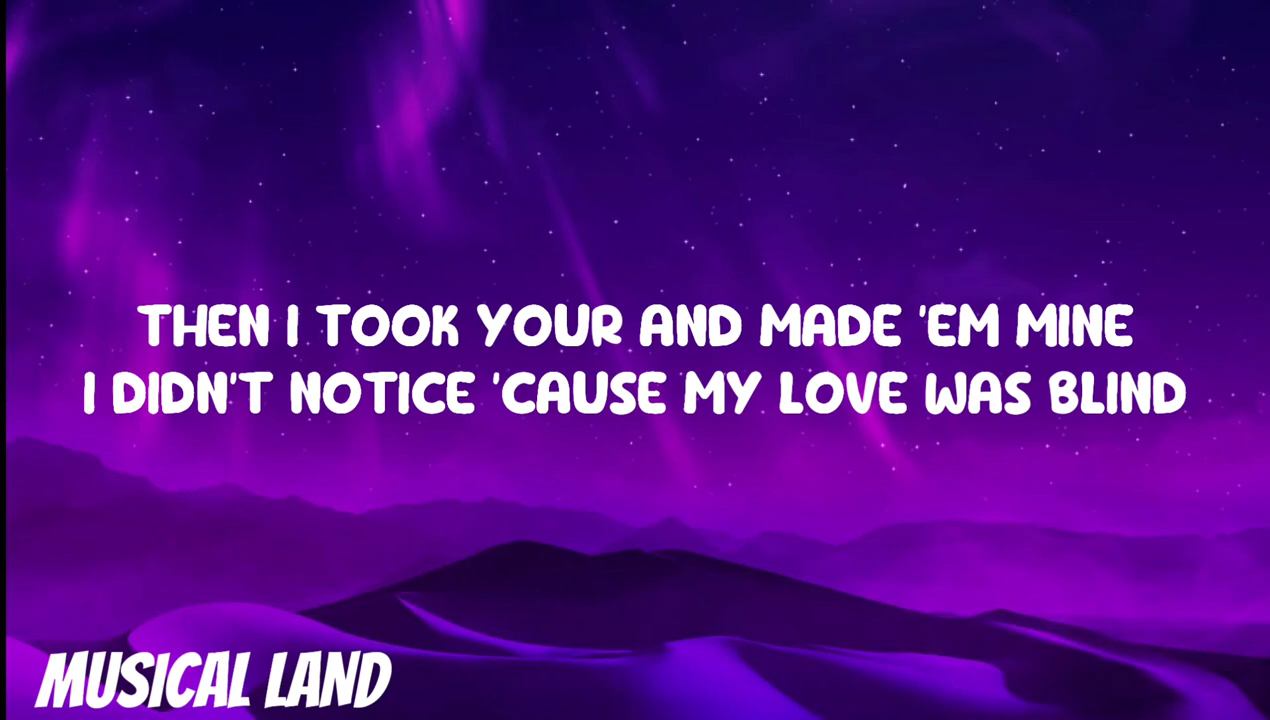 THEN I TOOK YOUR AND MADE 'EM MINE
I DIDN'T NOTICE 'CAUSE MY LOVE WAS BLIND
MUSICAL LAND